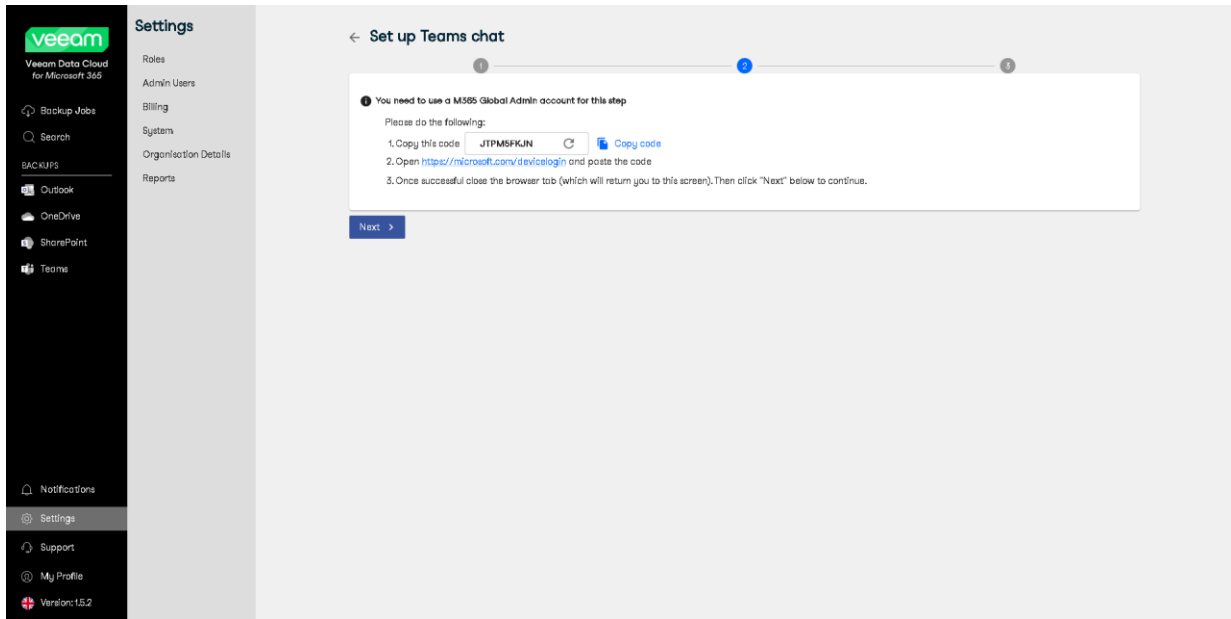 veeam
Veeam Data Cloud
for Microsoft 365
Backup Jobs
Search
BACKUPS
Outlook
OneDrive
SharePoint
Teams
Notifications
Settings
Support
My Profile
Version:1.5.2
Settings
Roles
Admin Users
Billing
System
Organisation Details
Reports
← Set up Teams chat
1
2
3
You need to use a M365 Global Admin account for this step
Please do the following:
1. Copy this code JTPM5FKJN Copy code
2. Open https://microsoft.com/devicelogin and paste the code
3. Once successful close the browser tab (which will return you to this screen). Then click "Next" below to continue.
Next >